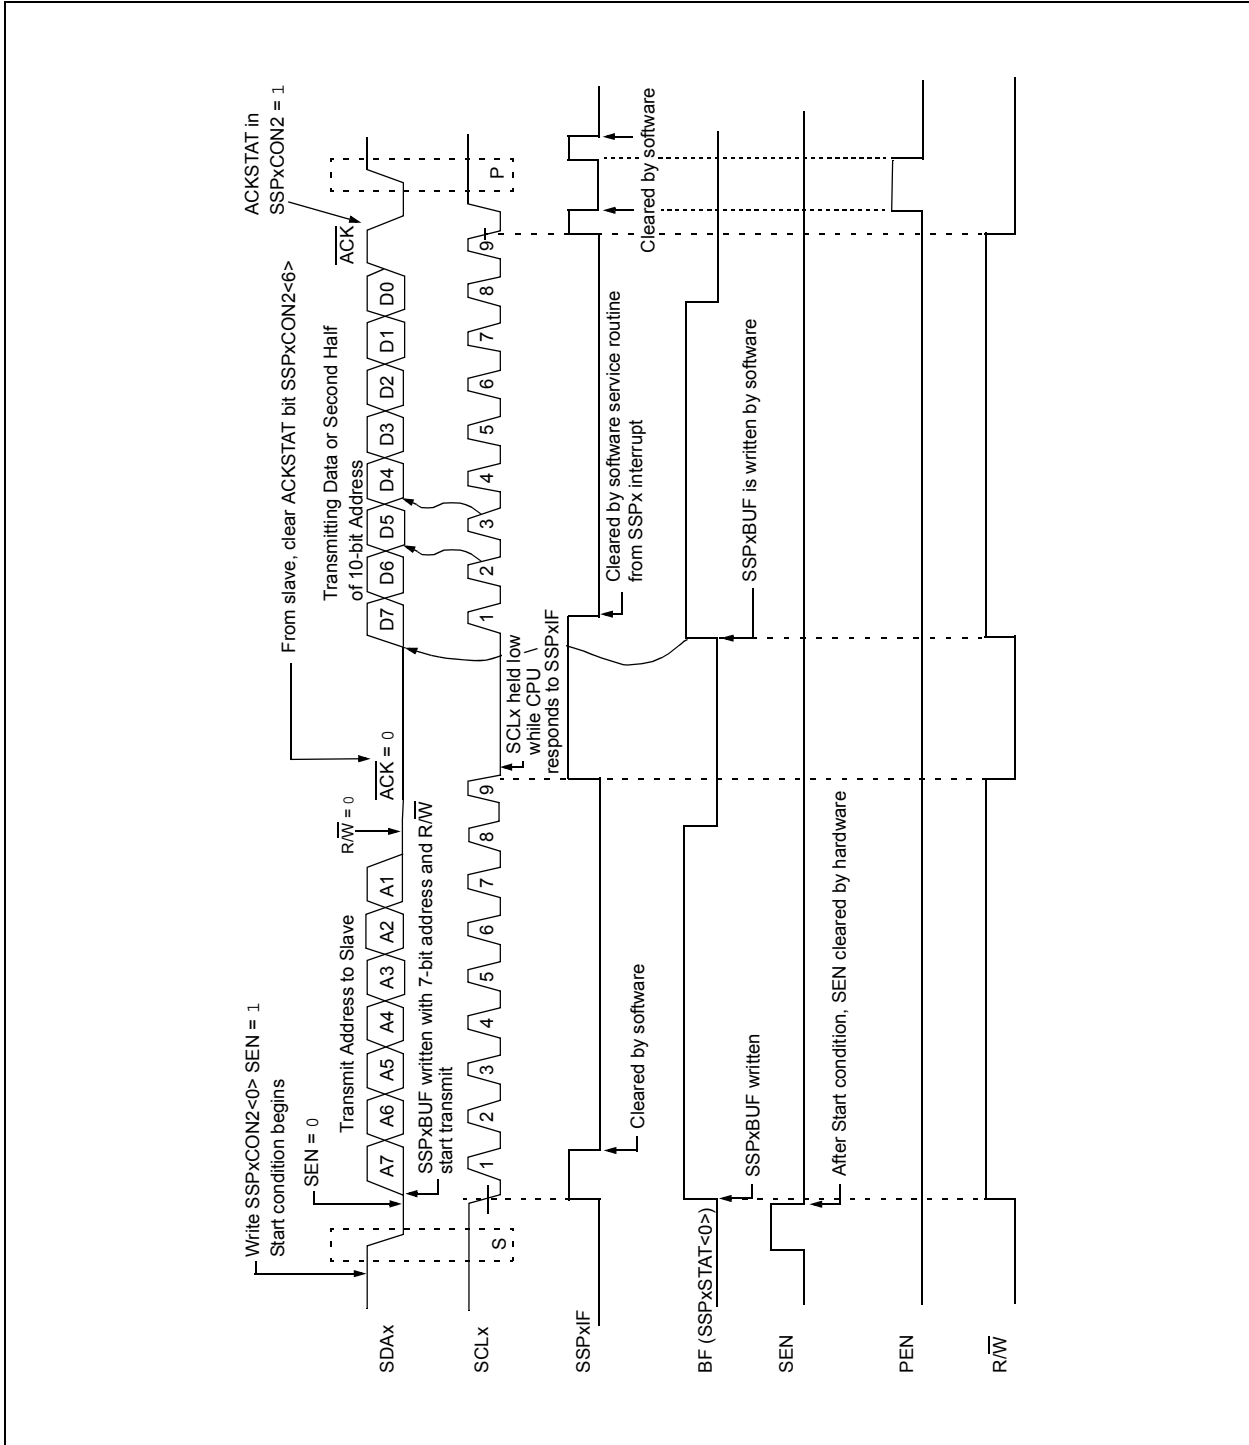 Write SSPxCON2<0> SEN = 1
Start condition begins
From slave, clear ACKSTAT bit SSPxCON2<6>
ACKSTAT in
SSPxCON2 = 1
SEN = 0
Transmit Address to Slave
R/W = 0
ACK = 0
Transmitting Data or Second Half
of 10-bit Address
ACK
SDAx
A7 A6 A5 A4 A3 A2 A1
D7 D6 D5 D4 D3 D2 D1 D0
SSPxBUF written with 7-bit address and R/W
start transmit
SCLx
S
1 2 3 4 5 6 7 8 9
1 2 3 4 5 6 7 8 9
P
SCLx held low
while CPU
responds to SSPxIF
SSPxIF
Cleared by software
Cleared by software service routine
from SSPx interrupt
Cleared by software
BF (SSPxSTAT<0>)
SSPxBUF written
SSPxBUF is written by software
SEN
After Start condition, SEN cleared by hardware
PEN
R/W